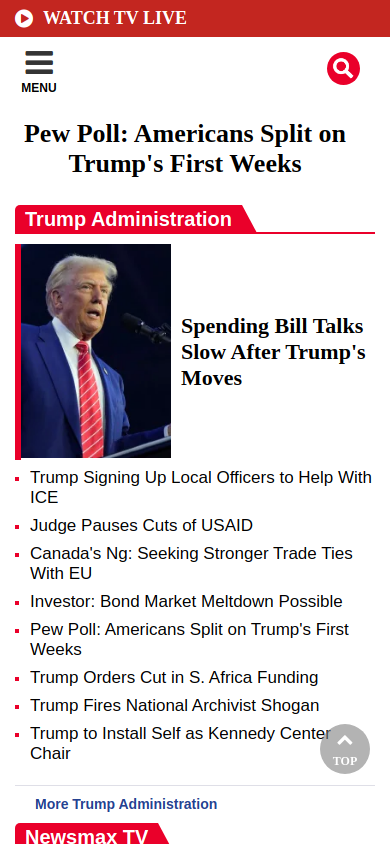 WATCH TV LIVE
MENU
Pew Poll: Americans Split on
Trump's First Weeks
Trump Administration
Spending Bill Talks
Slow After Trump's
Moves
Trump Signing Up Local Officers to Help With
ICE
Judge Pauses Cuts of USAID
Canada's Ng: Seeking Stronger Trade Ties
With EU
Investor: Bond Market Meltdown Possible
Pew Poll: Americans Split on Trump's First
Weeks
Trump Orders Cut in S. Africa Funding
Trump Fires National Archivist Shogan
Trump to Install Self as Kennedy Center
Chair
TOP
More Trump Administration
Newsmax TV